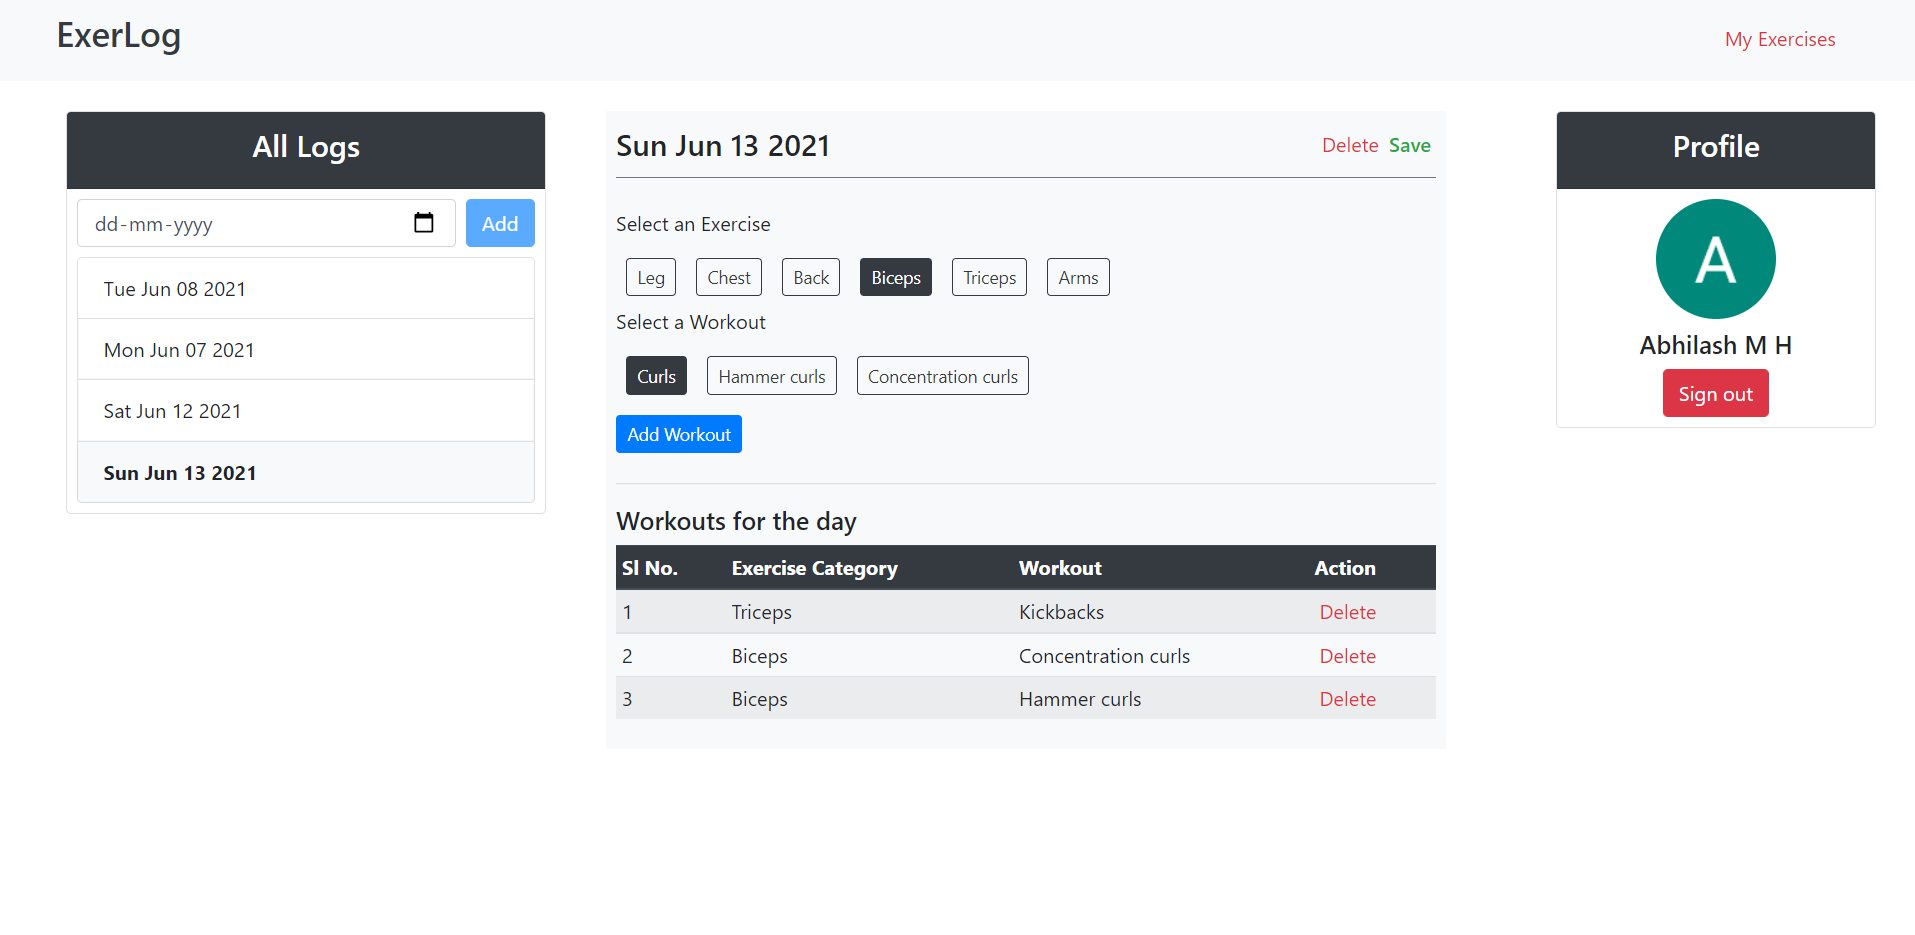 ExerLog
My Exercises
All Logs
dd-mm-yyyy
Add
Tue Jun 08 2021
Mon Jun 07 2021
Sat Jun 12 2021
Sun Jun 13 2021
Sun Jun 13 2021
Delete Save
Select an Exercise
Leg Chest Back Biceps Triceps Arms
Select a Workout
Curls Hammer curls Concentration curls
Add Workout
Workouts for the day
Sl No. Exercise Category Workout Action
1 Triceps Kickbacks Delete
2 Biceps Concentration curls Delete
3 Biceps Hammer curls Delete
Profile
A
Abhilash M H
Sign out